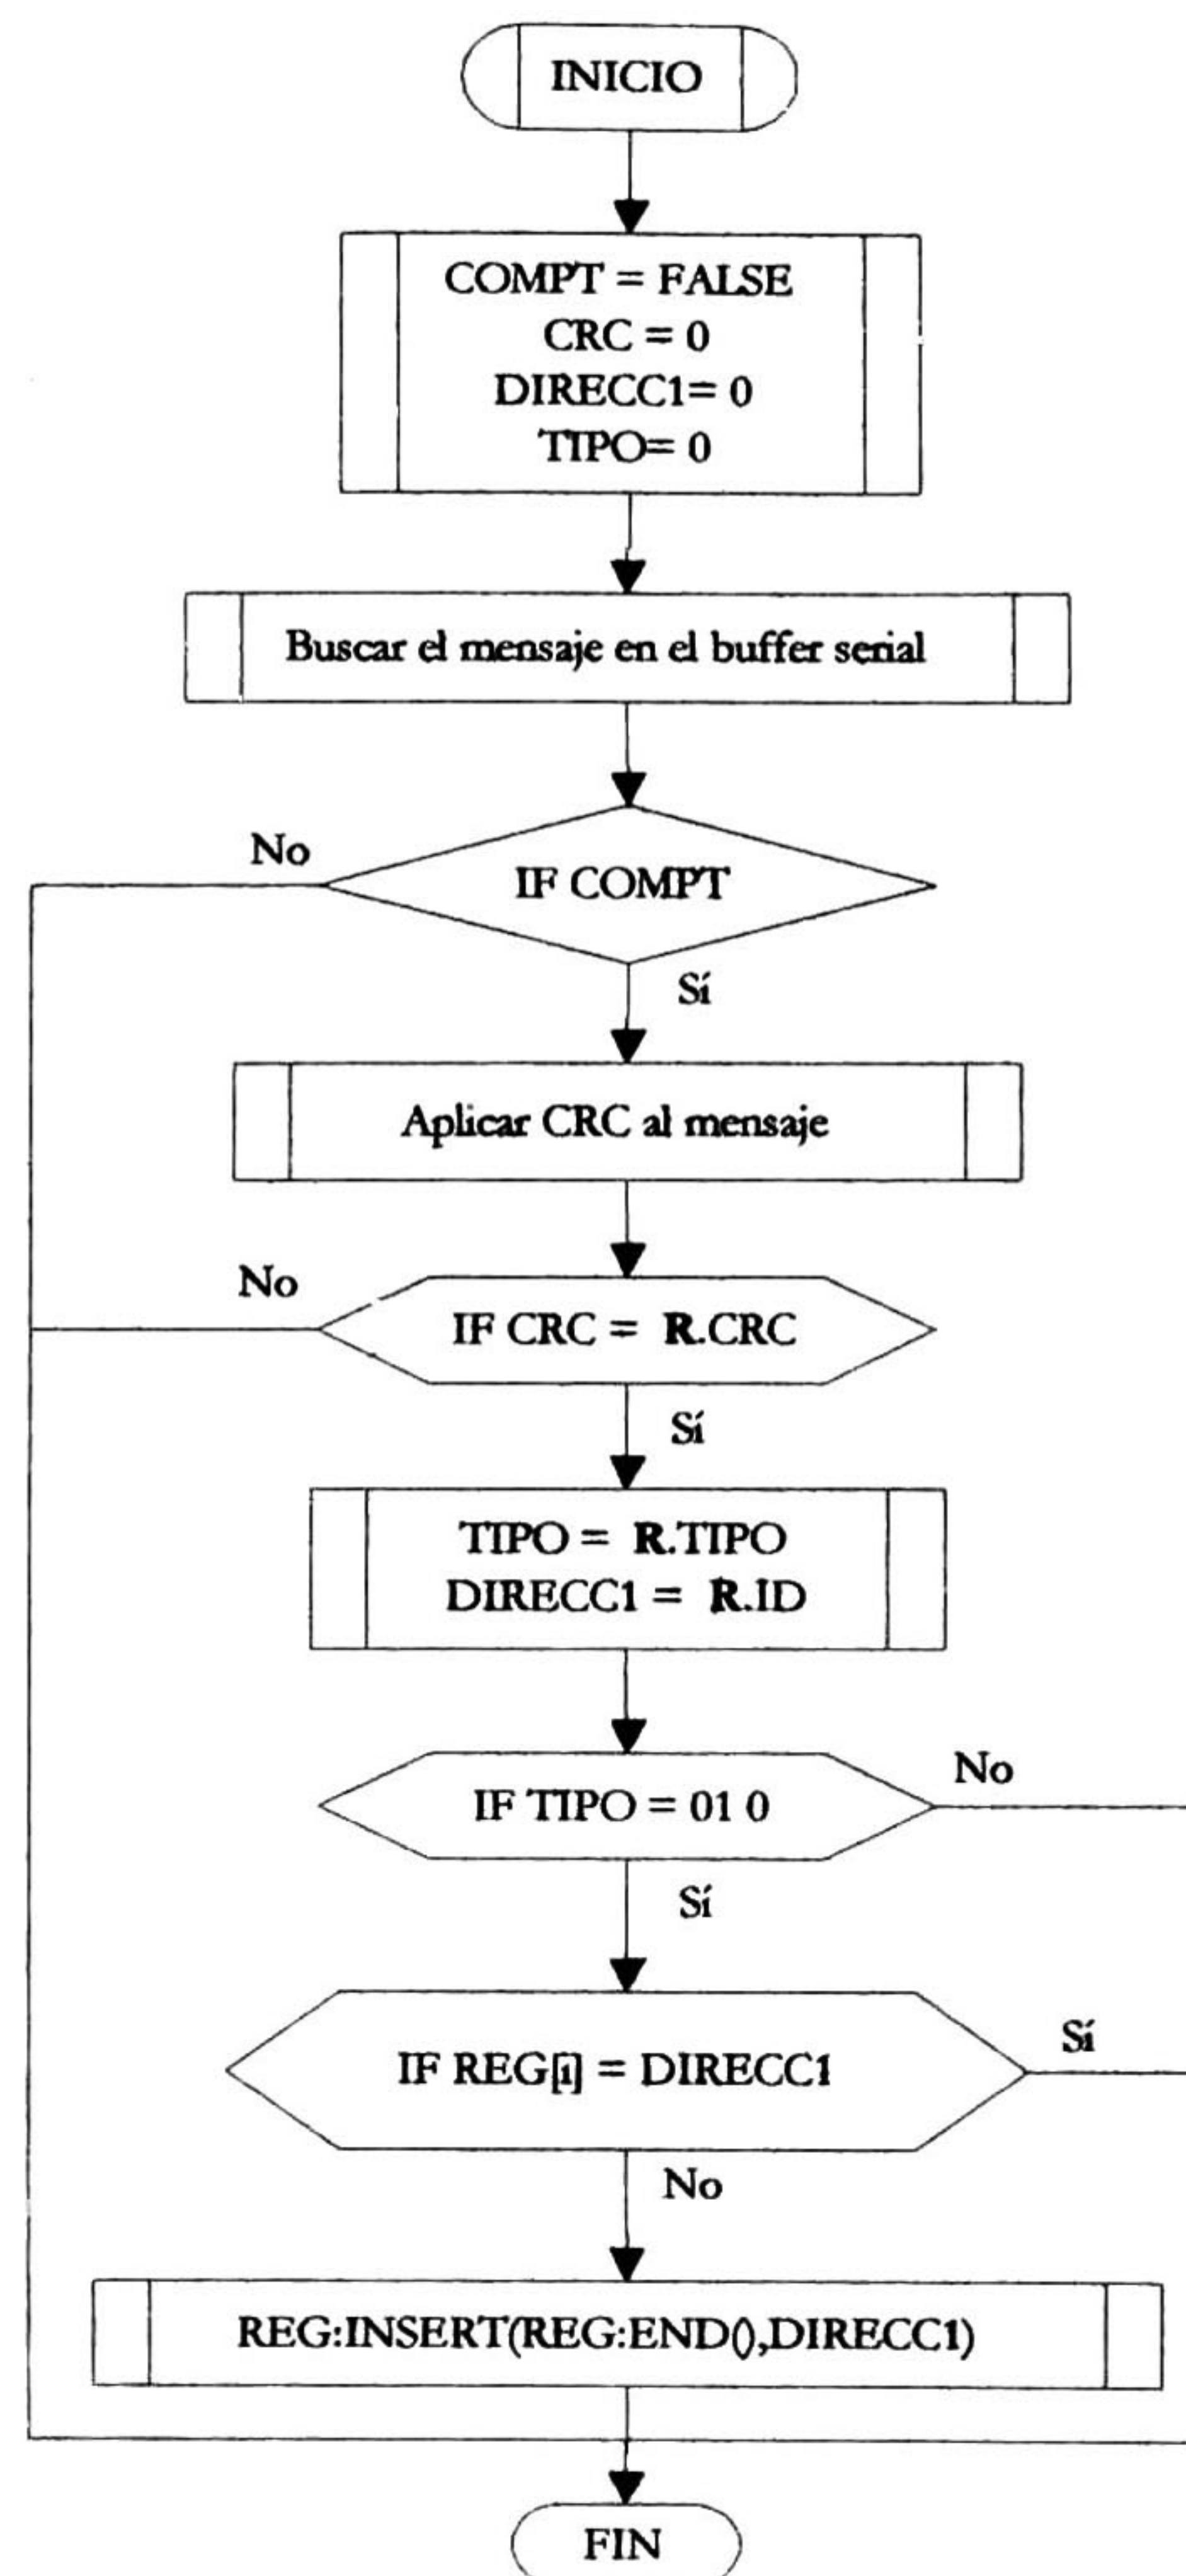 INICIO
COMPT = FALSE
CRC = 0
DIRECC1= 0
TIPO= 0
Buscar el mensaje en el buffer serial
No
IF COMPT
Sí
Aplicar CRC al mensaje
No
IF CRC = R.CRC
Sí
TIPO = R.TIPO
DIRECC1 = R.ID
IF TIPO = 01 0
No
Sí
IF REG[i] = DIRECC1
Sí
No
REG:INSERT(REG:END(),DIRECC1)
FIN